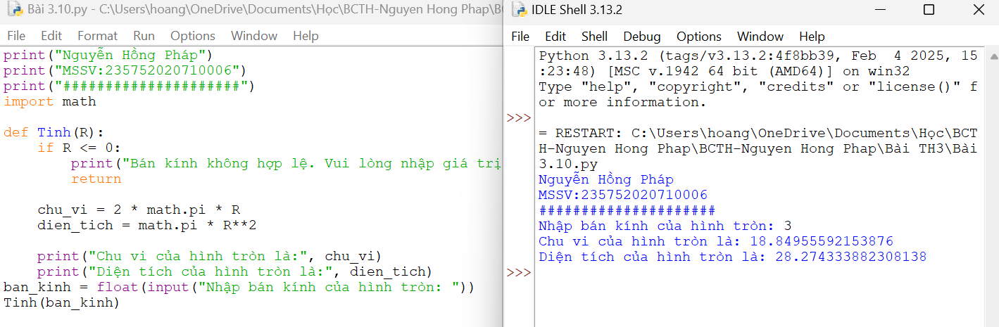 Bài 3.10.py - C:\Users\hoang\OneDrive\Documents\Học\BCTH-Nguyen Hong Phap\B
File Edit Format Run Options Window Help
print("Nguyễn Hồng Pháp")
print("MSSV:235752020710006")
print("#####################")
import math
def Tinh(R):
if R <= 0:
print("Bán kính không hợp lệ. Vui lòng nhập giá trị
return
chu_vi = 2 * math.pi * R
dien_tich = math.pi * R**2
print("Chu vi của hình tròn là:", chu_vi)
print("Diện tích của hình tròn là:", dien_tich)
ban_kinh = float(input("Nhập bán kính của hình tròn: "))
Tinh(ban_kinh)
IDLE Shell 3.13.2
File Edit Shell Debug Options Window Help
Python 3.13.2 (tags/v3.13.2:4f8bb39, Feb 4 2025, 15
:23:48) [MSC v.1942 64 bit (AMD64)] on win32
Type "help", "copyright", "credits" or "license()" f
or more information.
>>>
= RESTART: C:\Users\hoang\OneDrive\Documents\Học\BCT
H-Nguyen Hong Phap\BCTH-Nguyen Hong Phap\Bài TH3\Bài
3.10.py
Nguyễn Hồng Pháp
MSSV:235752020710006
#####################
Nhập bán kính của hình tròn: 3
Chu vi của hình tròn là: 18.84955592153876
Diện tích của hình tròn là: 28.274333882308138
>>>